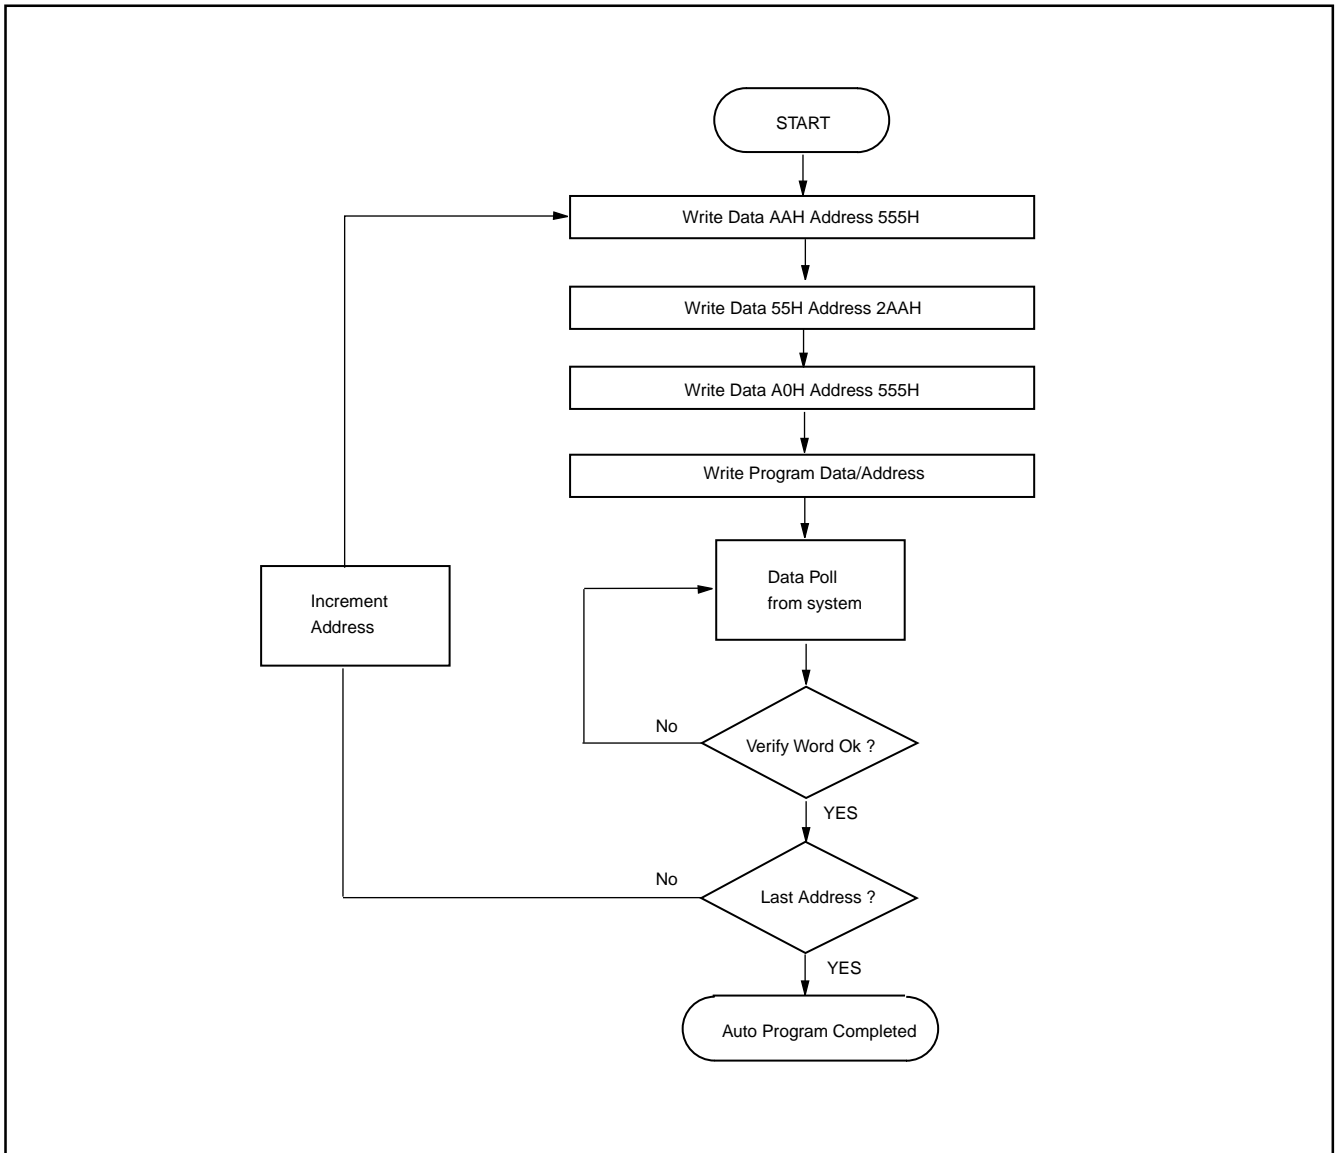 START
Write Data AAH Address 555H
Write Data 55H Address 2AAH
Write Data A0H Address 555H
Write Program Data/Address
Data Poll
from system
Increment
Address
No
Verify Word Ok ?
YES
No
Last Address ?
YES
Auto Program Completed